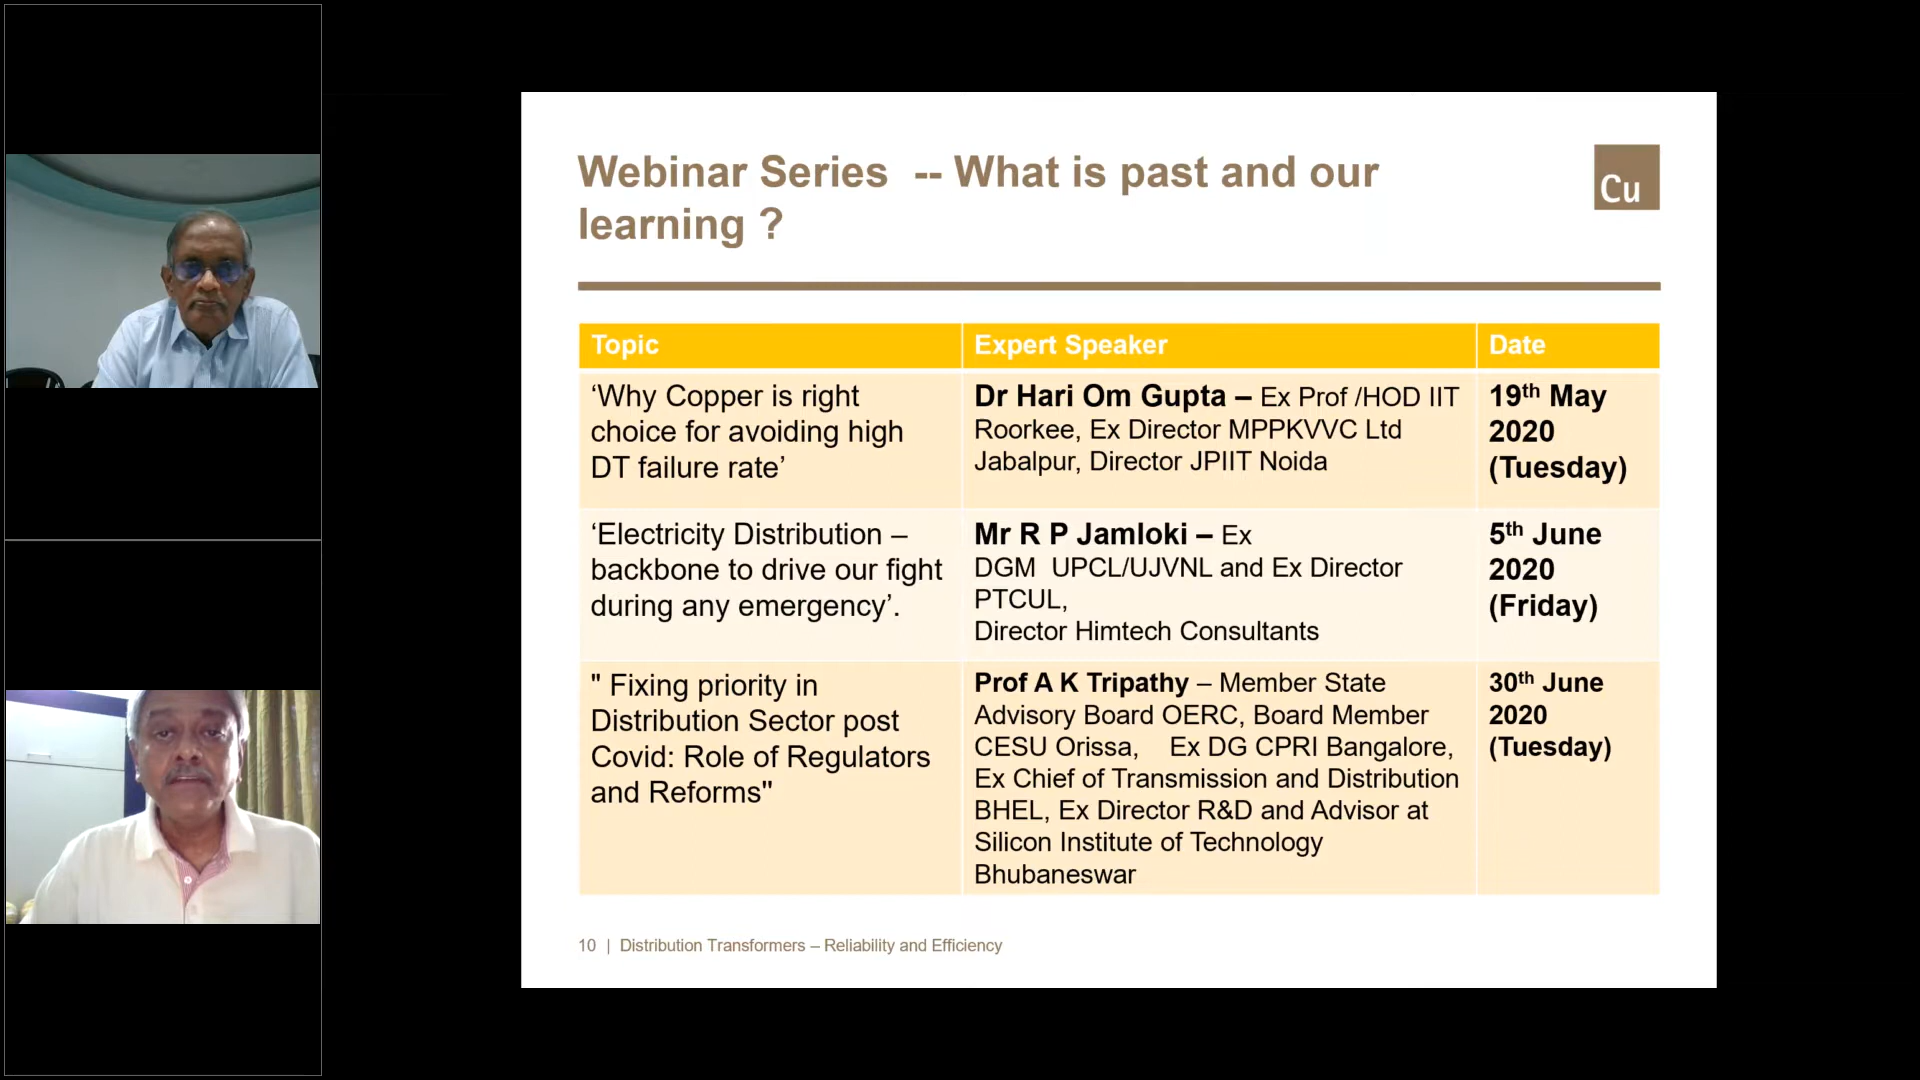 Webinar Series -- What is past and our
learning ?
Cu
Topic
Expert Speaker
Date
‘Why Copper is right
choice for avoiding high
DT failure rate’
Dr Hari Om Gupta – Ex Prof /HOD IIT
Roorkee, Ex Director MPPKVVC Ltd
Jabalpur, Director JPIIT Noida
19th May
2020
(Tuesday)
‘Electricity Distribution –
backbone to drive our fight
during any emergency’.
Mr R P Jamloki – Ex
DGM UPCL/UJVNL and Ex Director
PTCUL,
Director Himtech Consultants
5th June
2020
(Friday)
" Fixing priority in
Distribution Sector post
Covid: Role of Regulators
and Reforms"
Prof A K Tripathy – Member State
Advisory Board OERC, Board Member
CESU Orissa, Ex DG CPRI Bangalore,
Ex Chief of Transmission and Distribution
BHEL, Ex Director R&D and Advisor at
Silicon Institute of Technology
Bhubaneswar
30th June
2020
(Tuesday)
10 | Distribution Transformers – Reliability and Efficiency